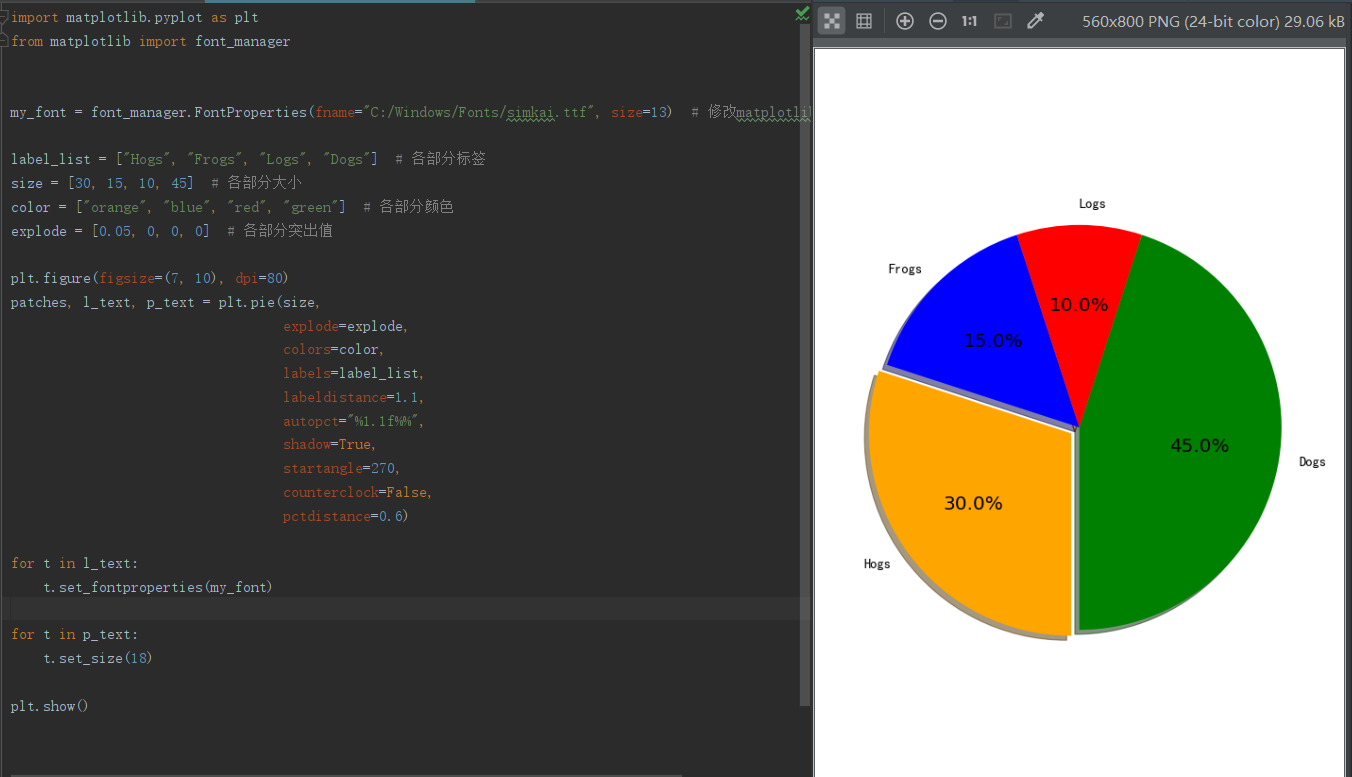 import matplotlib.pyplot as plt
from matplotlib import font_manager
my_font = font_manager.FontProperties(fname="C:/Windows/Fonts/simkai.ttf", size=13)  # 修改matplotlib
label_list = ["Hogs", "Frogs", "Logs", "Dogs"]  # 各部分标签
size = [30, 15, 10, 45]  # 各部分大小
color = ["orange", "blue", "red", "green"]  # 各部分颜色
explode = [0.05, 0, 0, 0]  # 各部分突出值
plt.figure(figsize=(7, 10), dpi=80)
patches, l_text, p_text = plt.pie(size,
explode=explode,
colors=color,
labels=label_list,
labeldistance=1.1,
autopct="%1.1f%%",
shadow=True,
startangle=270,
counterclock=False,
pctdistance=0.6)
for t in l_text:
t.set_fontproperties(my_font)
for t in p_text:
t.set_size(18)
plt.show()
1:1
560x800 PNG (24-bit color) 29.06 kB
Logs
Frogs
10.0%
15.0%
45.0%
Dogs
30.0%
Hogs